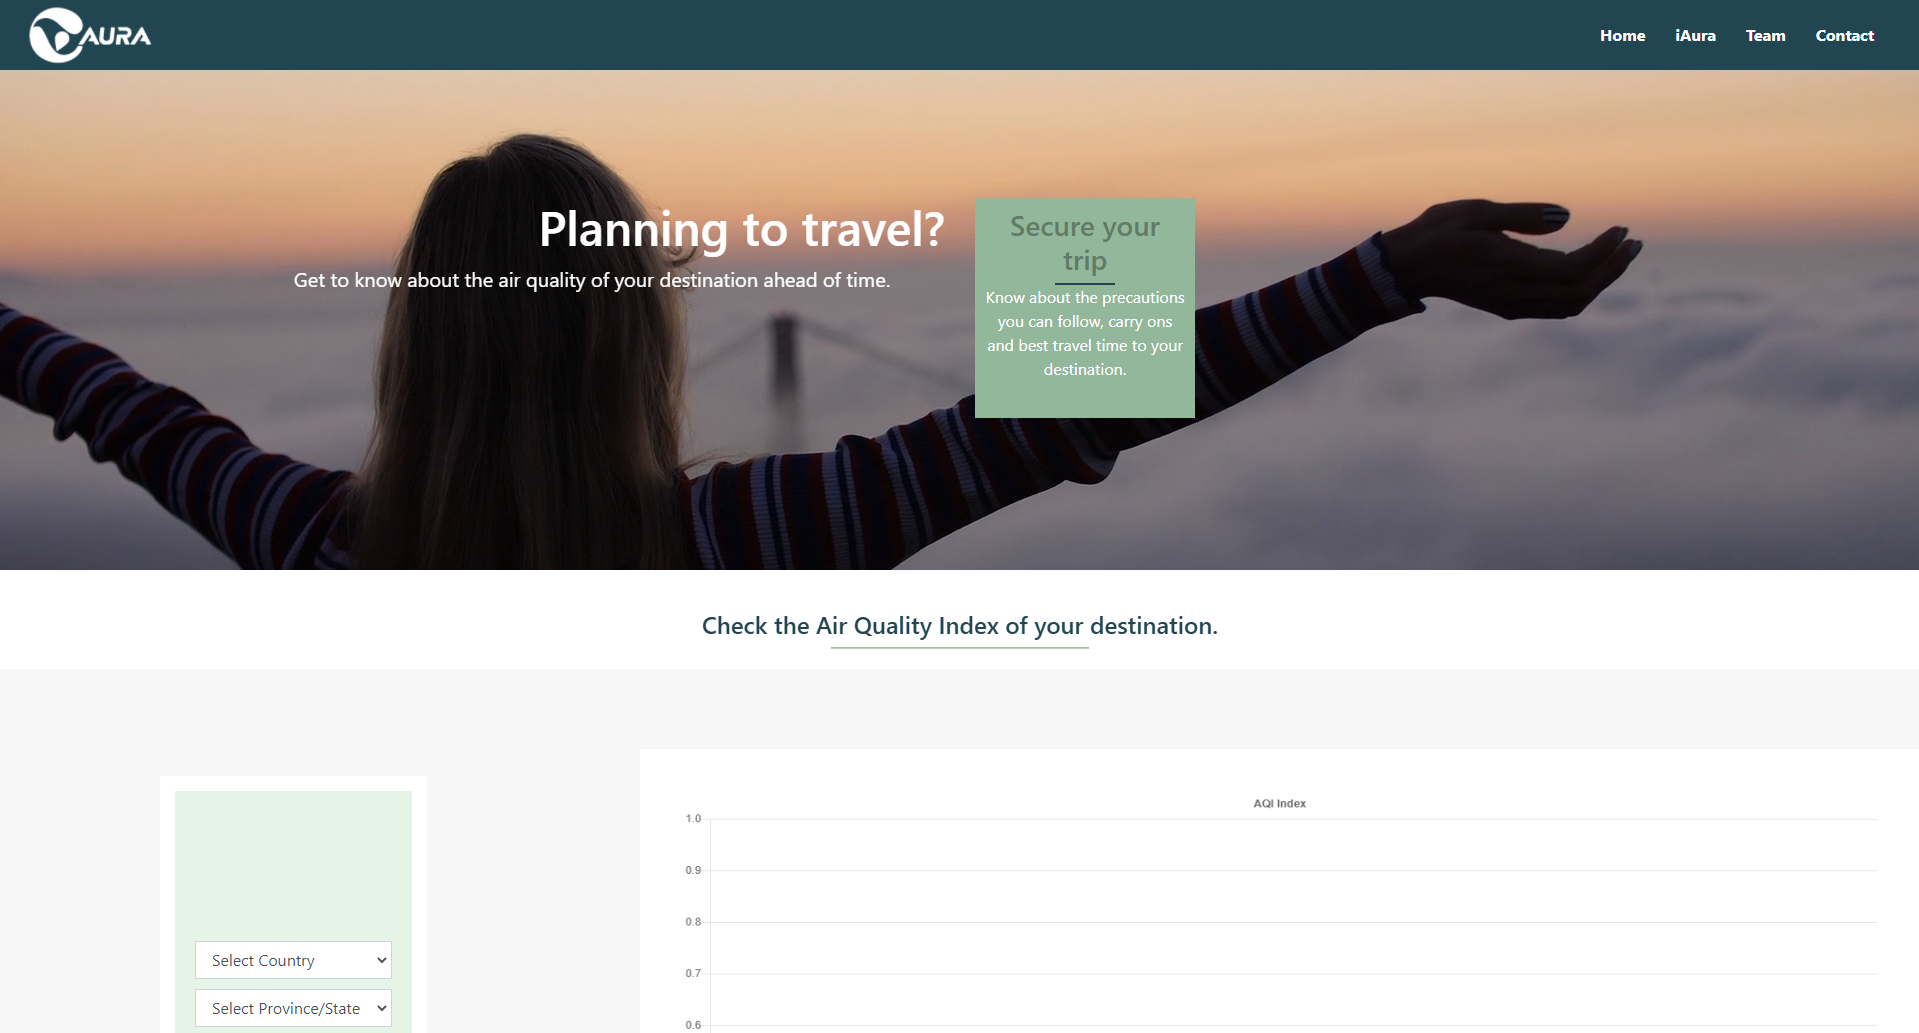 AURA
Home
iAura
Team
Contact
Planning to travel?
Get to know about the air quality of your destination ahead of time.
Secure your
trip
Know about the precautions
you can follow, carry ons
and best travel time to your
destination.
Check the Air Quality Index of your destination.
Select Country
Select Province/State
AQI Index
1.0
0.9
0.8
0.7
0.6